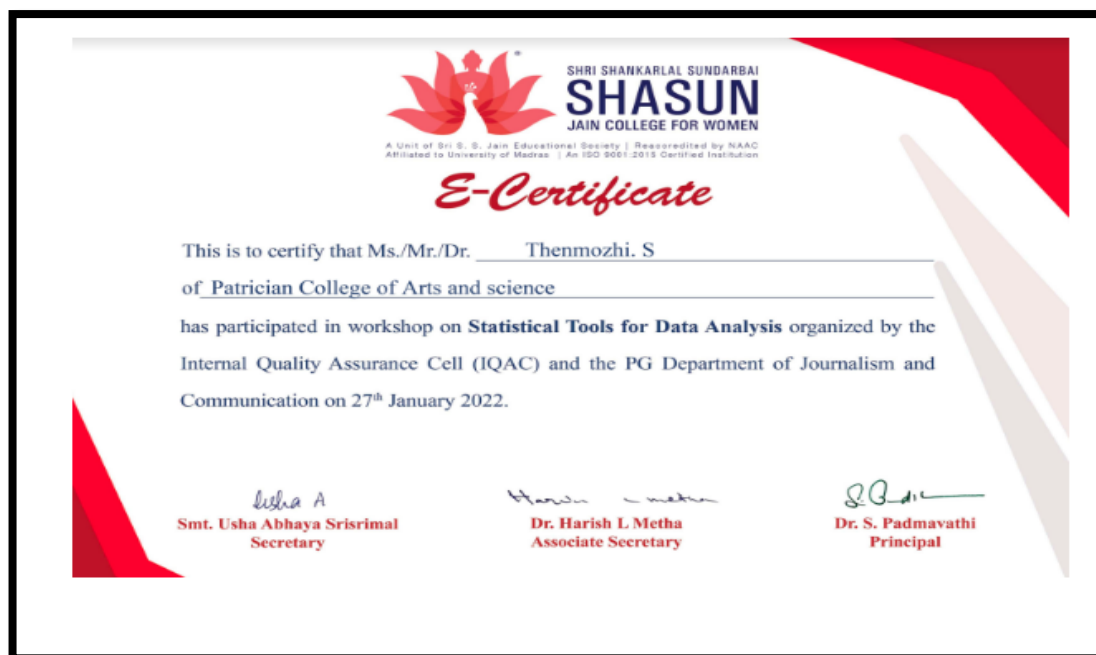 SHRI SHANKARLAL SUNDARBAI
SHASUN
JAIN COLLEGE FOR WOMEN
A Unit of Sri S. S. Jain Educational Society | Reaccredited by NAAC
Affiliated to University of Madras | An ISO 9001:2015 Certified Institution
E-Certificate
This is to certify that Ms./Mr./Dr. Thenmozhi. S
of Patrician College of Arts and science
has participated in workshop on Statistical Tools for Data Analysis organized by the
Internal Quality Assurance Cell (IQAC) and the PG Department of Journalism and
Communication on 27th January 2022.
Usha A
Smt. Usha Abhaya Srisrimal
Secretary
Dr. Harish L Metha
Associate Secretary
Dr. S. Padmavathi
Principal